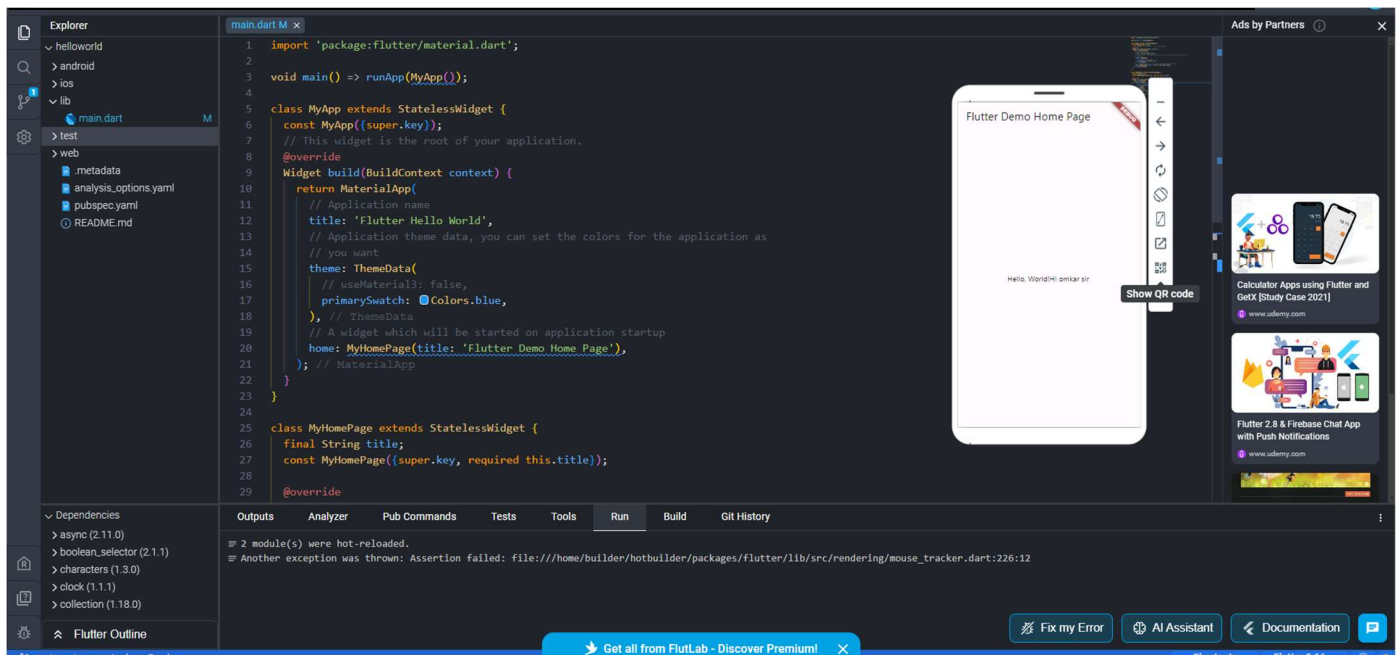 Explorer
helloworld
android
ios
lib
main.dart M
test
web
.metadata
analysis_options.yaml
pubspec.yaml
README.md
Dependencies
async (2.11.0)
boolean_selector (2.1.1)
characters (1.3.0)
clock (1.1.1)
collection (1.18.0)
Flutter Outline
1
main.dart M ×
1 import 'package:flutter/material.dart';
2
3 void main() => runApp(MyApp());
4
5 class MyApp extends StatelessWidget {
6 const MyApp({super.key});
7 // This widget is the root of your application.
8 @override
9 Widget build(BuildContext context) {
10 return MaterialApp(
11 // Application name
12 title: 'Flutter Hello World',
13 // Application theme data, you can set the colors for the application as
14 // you want
15 theme: ThemeData(
16 // useMaterial3: false,
17 primarySwatch: Colors.blue,
18 ), // ThemeData
19 // A widget which will be started on application startup
20 home: MyHomePage(title: 'Flutter Demo Home Page'),
21 ); // MaterialApp
22 }
23 }
24
25 class MyHomePage extends StatelessWidget {
26 final String title;
27 const MyHomePage({super.key, required this.title});
28
29 @override
Flutter Demo Home Page
DEBUG
Hello, World!Hi omkar sir
Show QR code
Ads by Partners
Calculator Apps using Flutter and
GetX [Study Case 2021]
www.udemy.com
Flutter 2.8 & Firebase Chat App
with Push Notifications
www.udemy.com
Outputs Analyzer Pub Commands Tests Tools Run Build Git History
2 module(s) were hot-reloaded.
Another exception was thrown: Assertion failed: file:///home/builder/hotbuilder/packages/flutter/lib/src/rendering/mouse_tracker.dart:226:12
Fix my Error AI Assistant Documentation
Get all from FlutLab - Discover Premium!